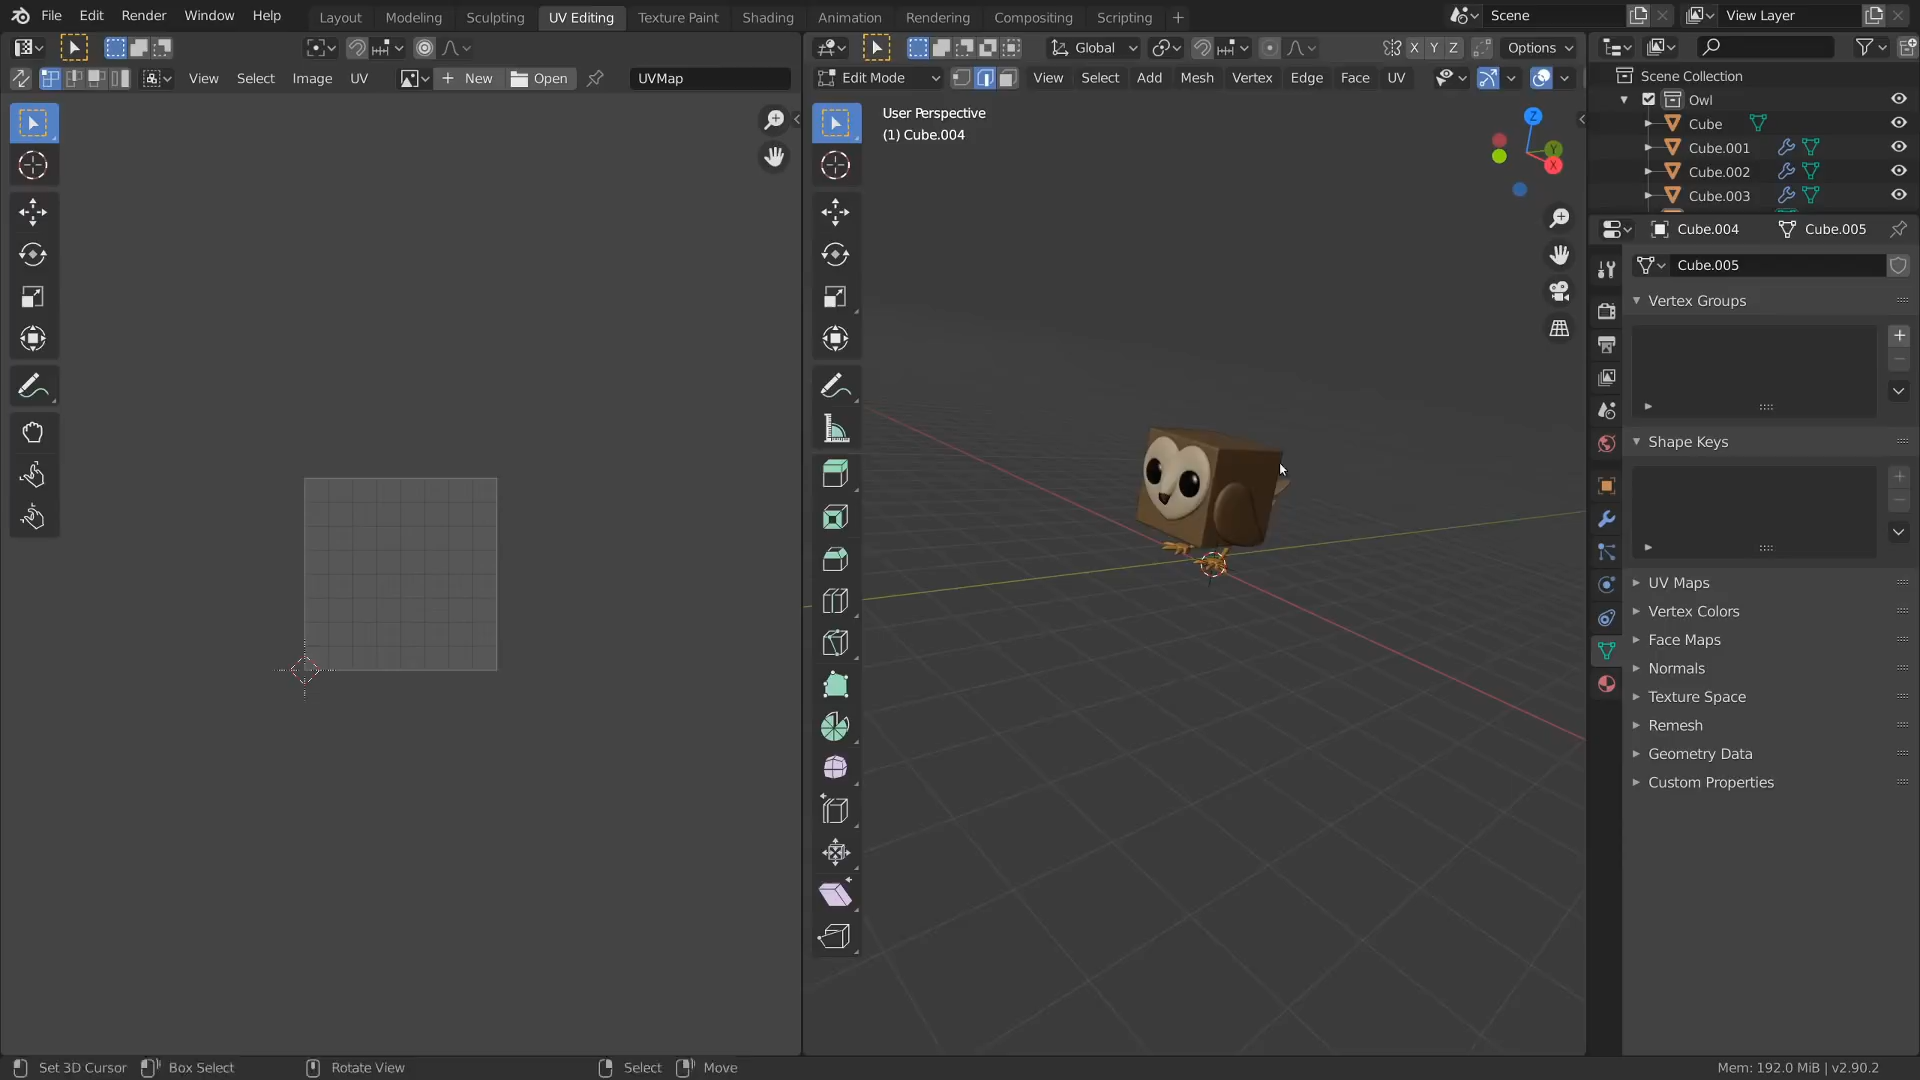 File Edit Render Window Help Layout Modeling Sculpting UV Editing Texture Paint Shading Animation Rendering Compositing Scripting + Scene View Layer
Global Options
View Select Image UV New Open UVMap
Edit Mode View Select Add Mesh Vertex Edge Face UV
X Y Z
User Perspective
(1) Cube.004
Z
Y
X
Scene Collection
Owl
Cube
Cube.001
Cube.002
Cube.003
Cube.004 Cube.005
Cube.005
Vertex Groups
Shape Keys
UV Maps
Vertex Colors
Face Maps
Normals
Texture Space
Remesh
Geometry Data
Custom Properties
Set 3D Cursor Box Select Rotate View Select Move Mem: 192.0 MiB | v2.90.2